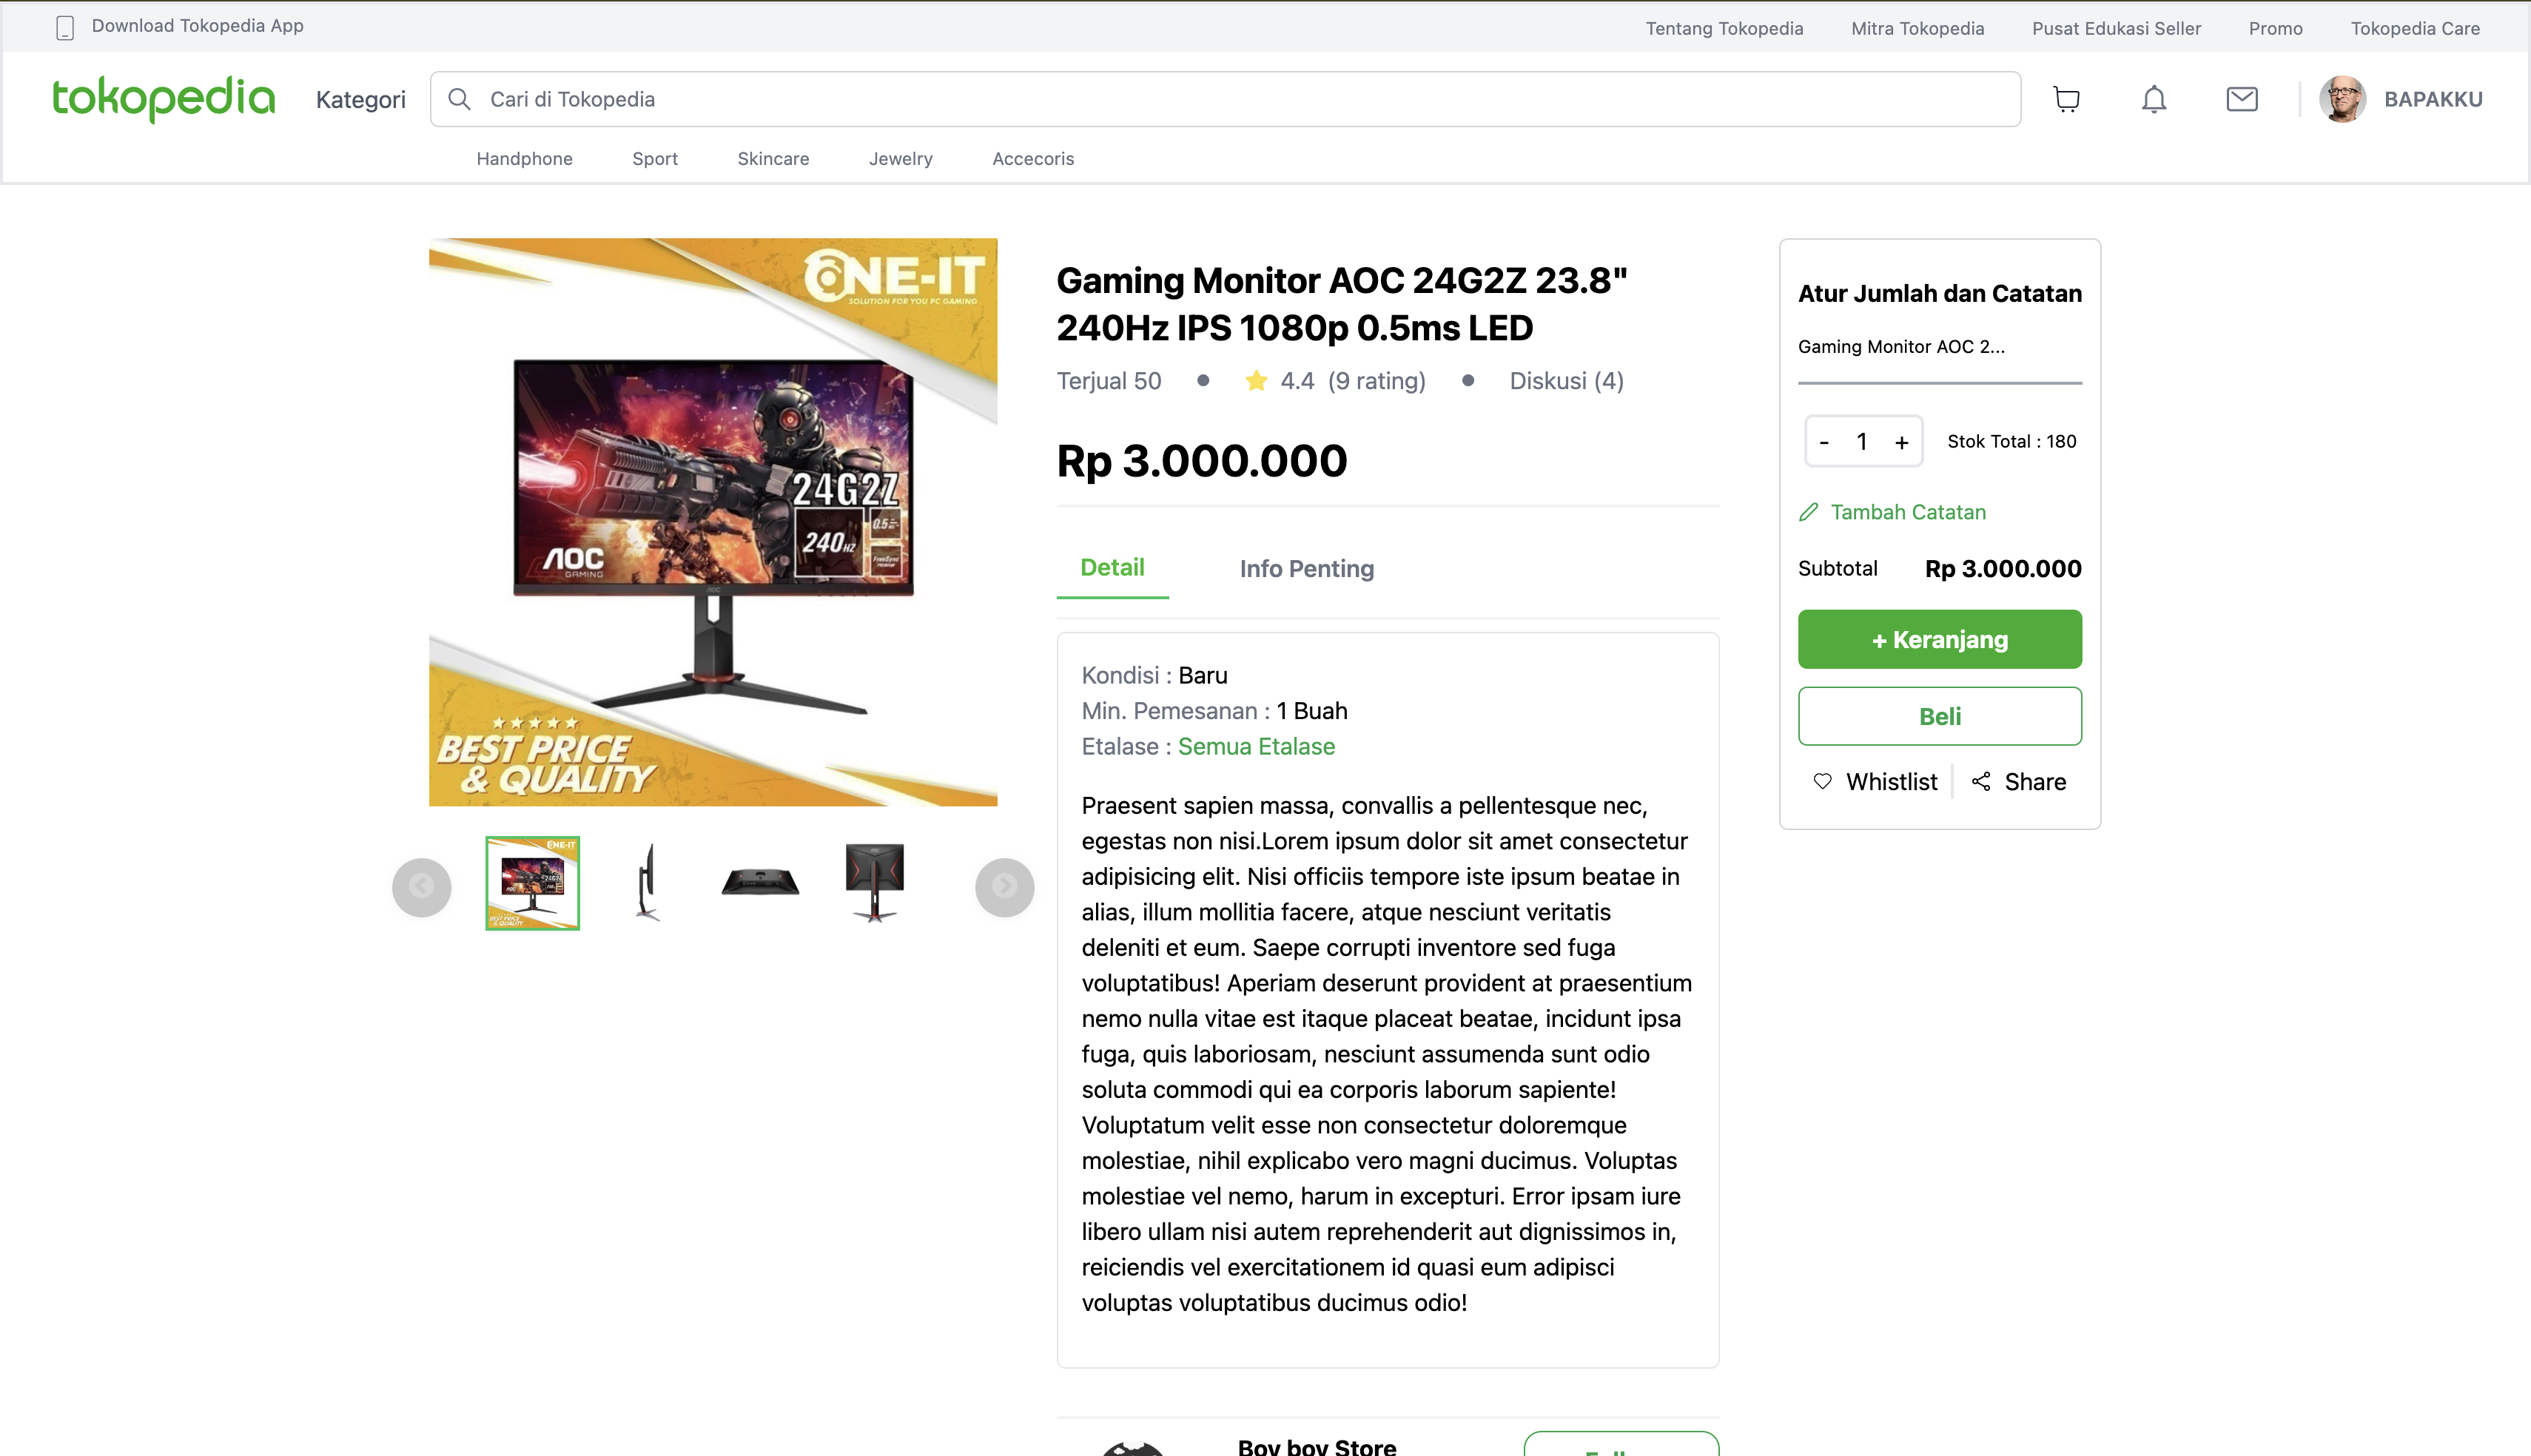 Download Tokopedia App
Tentang Tokopedia
Mitra Tokopedia
Pusat Edukasi Seller
Promo
Tokopedia Care
tokopedia
Kategori
Cari di Tokopedia
BAPAKKU
Handphone
Sport
Skincare
Jewelry
Accecoris
ONE-IT
SOLUTION FOR YOU PC GAMING
24G2Z
240HZ
0.5
AOC
GAMING
BEST PRICE
& QUALITY
Gaming Monitor AOC 24G2Z 23.8"
240Hz IPS 1080p 0.5ms LED
Terjual 50
4.4 (9 rating)
Diskusi (4)
Rp 3.000.000
Detail
Info Penting
Kondisi : Baru
Min. Pemesanan : 1 Buah
Etalase : Semua Etalase
Praesent sapien massa, convallis a pellentesque nec,
egestas non nisi.Lorem ipsum dolor sit amet consectetur
adipisicing elit. Nisi officiis tempore iste ipsum beatae in
alias, illum mollitia facere, atque nesciunt veritatis
deleniti et eum. Saepe corrupti inventore sed fuga
voluptatibus! Aperiam deserunt provident at praesentium
nemo nulla vitae est itaque placeat beatae, incidunt ipsa
fuga, quis laboriosam, nesciunt assumenda sunt odio
soluta commodi qui ea corporis laborum sapiente!
Voluptatum velit esse non consectetur doloremque
molestiae, nihil explicabo vero magni ducimus. Voluptas
molestiae vel nemo, harum in excepturi. Error ipsam iure
libero ullam nisi autem reprehenderit aut dignissimos in,
reiciendis vel exercitationem id quasi eum adipisci
voluptas voluptatibus ducimus odio!
Boy boy Store
Atur Jumlah dan Catatan
Gaming Monitor AOC 2...
- 1 +
Stok Total : 180
Tambah Catatan
Subtotal
Rp 3.000.000
+ Keranjang
Beli
Whistlist
Share